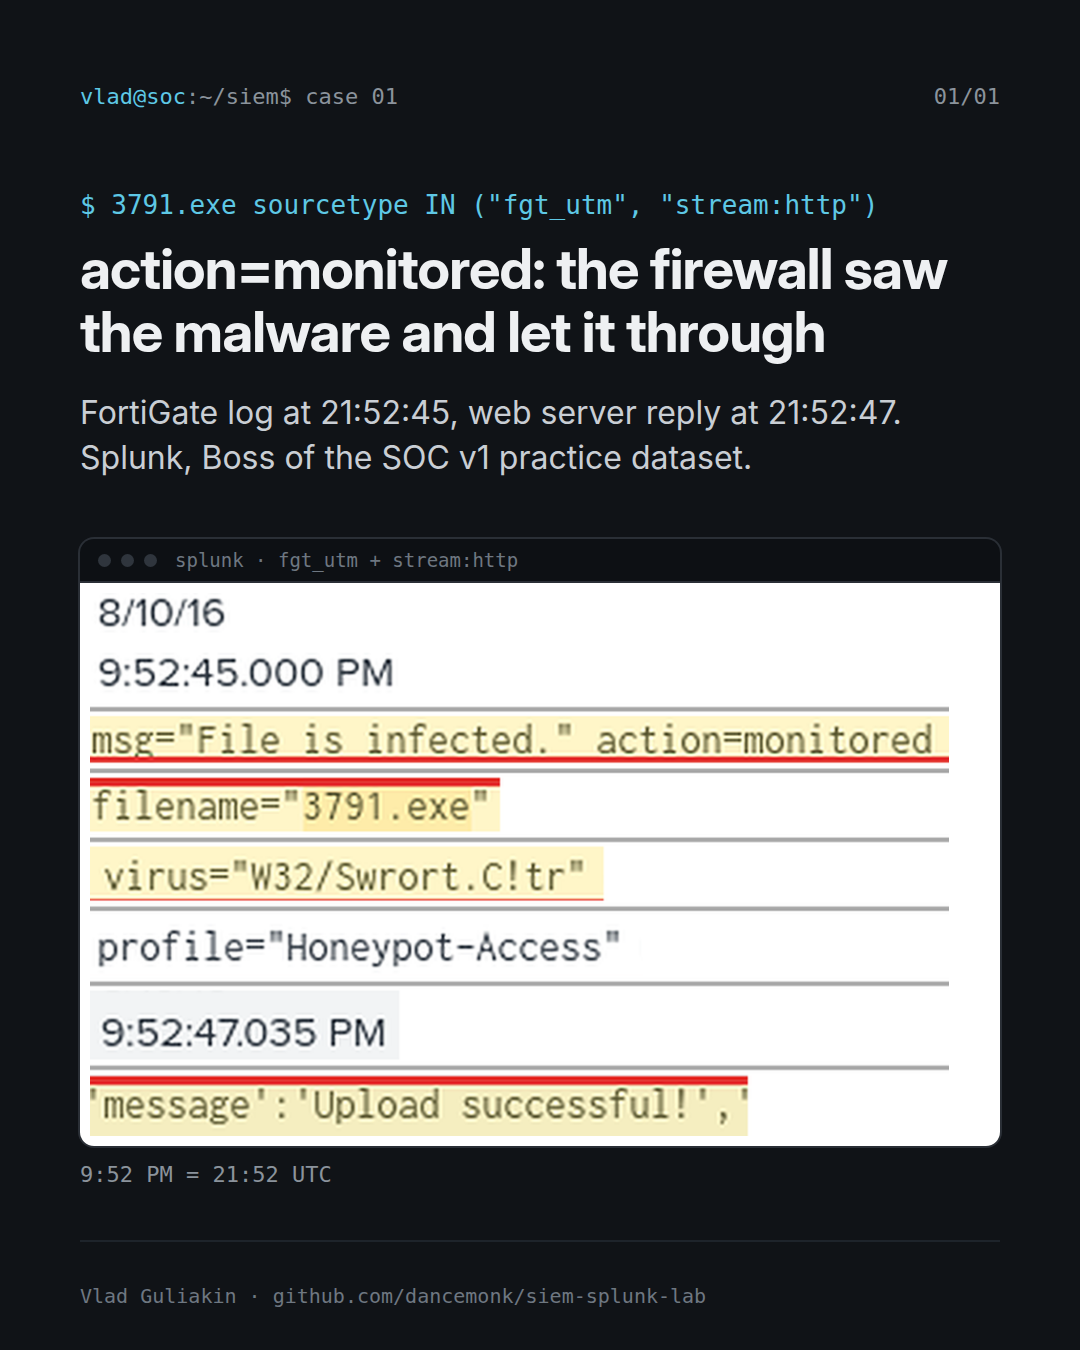 vlad@soc:~/siem$ case 01
01/01
$ 3791.exe sourcetype IN ("fgt_utm", "stream:http")
action=monitored: the firewall saw
the malware and let it through
FortiGate log at 21:52:45, web server reply at 21:52:47.
Splunk, Boss of the SOC v1 practice dataset.
splunk · fgt_utm + stream:http
8/10/16
9:52:45.000 PM
msg="File is infected." action=monitored
filename="3791.exe"
virus="W32/Swrort.C!tr"
profile="Honeypot-Access"
9:52:47.035 PM
'message':'Upload successful!','
9:52 PM = 21:52 UTC
Vlad Guliakin · github.com/dancemonk/siem-splunk-lab